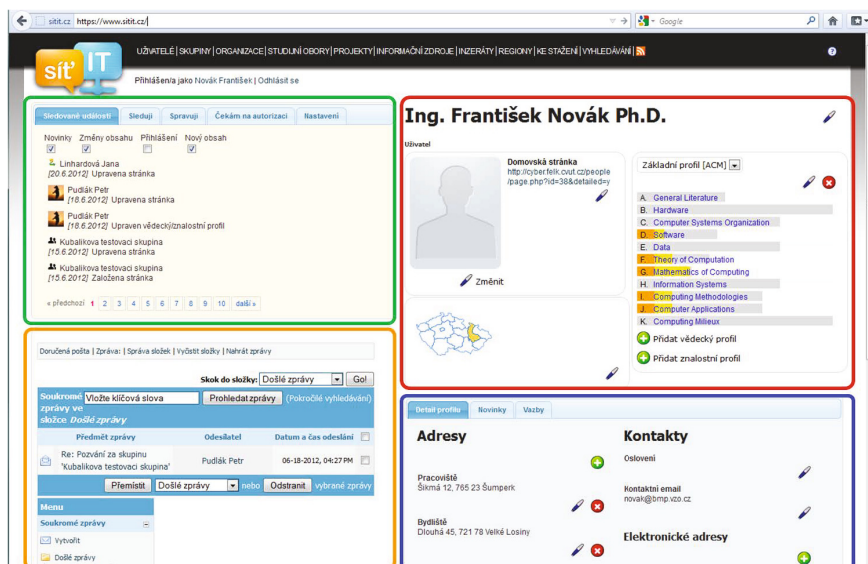 sitit.cz https://www.sitit.cz/
Google
síť IT
UŽIVATELÉ | SKUPINY | ORGANIZACE | STUDIJNÍ OBORY | PROJEKTY | INFORMAČNÍ ZDROJE | INZERÁTY | REGIONY | KE STAŽENÍ | VYHLEDÁVÁNÍ
Přihlášen/a jako Novák František | Odhlásit se
Sledované události Sleduji Spravuji Čekám na autorizaci Nastavení
Novinky Změny obsahu Přihlášení Nový obsah
Linhardová Jana
[20.6.2012] Upravena stránka
Pudlák Petr
[18.6.2012] Upravena stránka
Pudlák Petr
[18.6.2012] Upraven vědecký/znalostní profil
Kubalikova testovaci skupina
[15.6.2012] Upravena stránka
Kubalikova testovaci skupina
[15.6.2012] Založena stránka
« předchozí 1 2 3 4 5 6 7 8 9 10 další »
Ing. František Novák Ph.D.
Uživatel
Domovská stránka
http://cyber.felk.cvut.cz/people
/page.php?id=38&detailed=y
Změnit
Základní profil [ACM]
A. General Literature
B. Hardware
C. Computer Systems Organization
D. Software
E. Data
F. Theory of Computation
G. Mathematics of Computing
H. Information Systems
I. Computing Methodologies
J. Computer Applications
K. Computing Milieux
Přidat vědecký profil
Přidat znalostní profil
Doručená pošta | Zpráva: | Správa složek | Vyčistit složky | Nahrát zprávy
Skok do složky: Došlé zprávy Go!
Soukromé zprávy ve složce Došlé zprávy Vložte klíčová slova Prohledat zprávy (Pokročilé vyhledávání)
Předmět zprávy Odesílatel Datum a čas odeslání
Re: Pozvání za skupinu
'Kubalikova testovaci skupina' Pudlák Petr 06-18-2012, 04:27 PM
Přemístit Došlé zprávy nebo Odstranit vybrané zprávy
Menu
Soukromé zprávy
Vytvořit
Došlé zprávy
Detail profilu Novinky Vazby
Adresy
Pracoviště
Šikmá 12, 765 23 Šumperk
Bydliště
Dlouhá 45, 721 78 Velké Losiny
Kontakty
Oslovení
Kontaktní email
novak@bmp.vzo.cz
Elektronické adresy